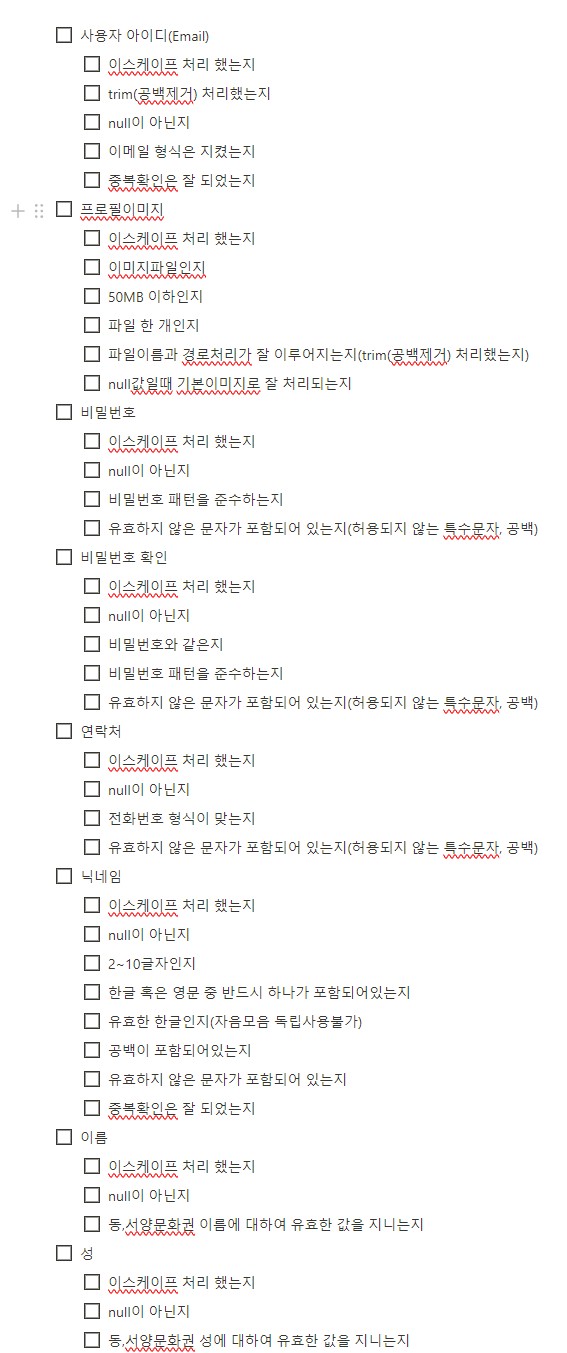 사용자 아이디(Email)
이스케이프 처리 했는지
trim(공백제거) 처리했는지
null이 아닌지
이메일 형식은 지켰는지
중복확인은 잘 되었는지
프로필이미지
이스케이프 처리 했는지
이미지파일인지
50MB 이하인지
파일 한 개인지
파일이름과 경로처리가 잘 이루어지는지(trim(공백제거) 처리했는지)
null값일때 기본이미지로 잘 처리되는지
비밀번호
이스케이프 처리 했는지
null이 아닌지
비밀번호 패턴을 준수하는지
유효하지 않은 문자가 포함되어 있는지(허용되지 않는 특수문자, 공백)
비밀번호 확인
이스케이프 처리 했는지
null이 아닌지
비밀번호와 같은지
비밀번호 패턴을 준수하는지
유효하지 않은 문자가 포함되어 있는지(허용되지 않는 특수문자, 공백)
연락처
이스케이프 처리 했는지
null이 아닌지
전화번호 형식이 맞는지
유효하지 않은 문자가 포함되어 있는지(허용되지 않는 특수문자, 공백)
닉네임
이스케이프 처리 했는지
null이 아닌지
2~10글자인지
한글 혹은 영문 중 반드시 하나가 포함되어있는지
유효한 한글인지(자음모음 독립사용불가)
공백이 포함되어있는지
유효하지 않은 문자가 포함되어 있는지
중복확인은 잘 되었는지
이름
이스케이프 처리 했는지
null이 아닌지
동,서양문화권 이름에 대하여 유효한 값을 지니는지
성
이스케이프 처리 했는지
null이 아닌지
동,서양문화권 성에 대하여 유효한 값을 지니는지